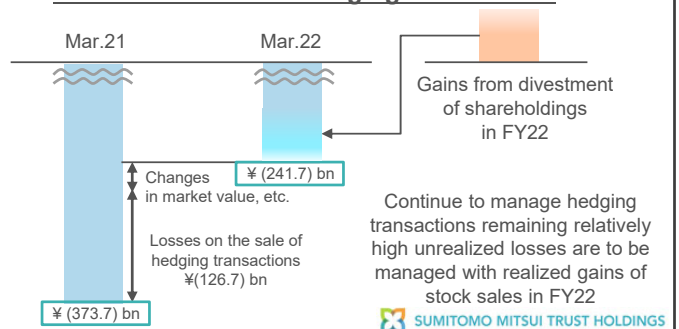 Mar.21
Mar.22
Gains from divestment
of shareholdings
in FY22
¥ (241.7) bn
Changes
in market value, etc.
Losses on the sale of
hedging transactions
¥(126.7) bn
¥ (373.7) bn
Continue to manage hedging
transactions remaining relatively
high unrealized losses are to be
managed with realized gains of
stock sales in FY22
SUMITOMO MITSUI TRUST HOLDINGS